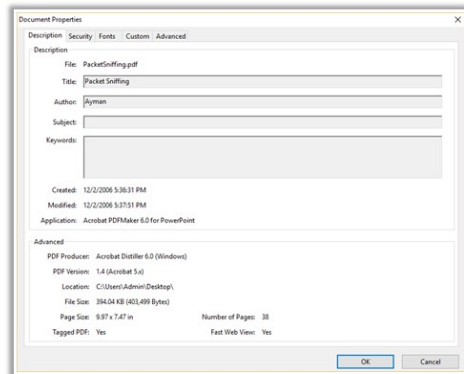 Document Properties
Description Security Fonts Custom Advanced
Description
File: PacketSniffing.pdf
Title: Packet Sniffing
Author: Ayman
Subject:
Keywords:
Created: 12/2/2006 5:36:31 PM
Modified: 12/2/2006 5:37:51 PM
Application: Acrobat PDFMaker 6.0 for PowerPoint
Advanced
PDF Producer: Acrobat Distiller 6.0 (Windows)
PDF Version: 1.4 (Acrobat 5.x)
Location: C:\Users\Admin\Desktop\
File Size: 394.04 KB (403,499 Bytes)
Page Size: 9.97 x 7.47 in Number of Pages: 38
Tagged PDF: Yes Fast Web View: Yes
OK Cancel